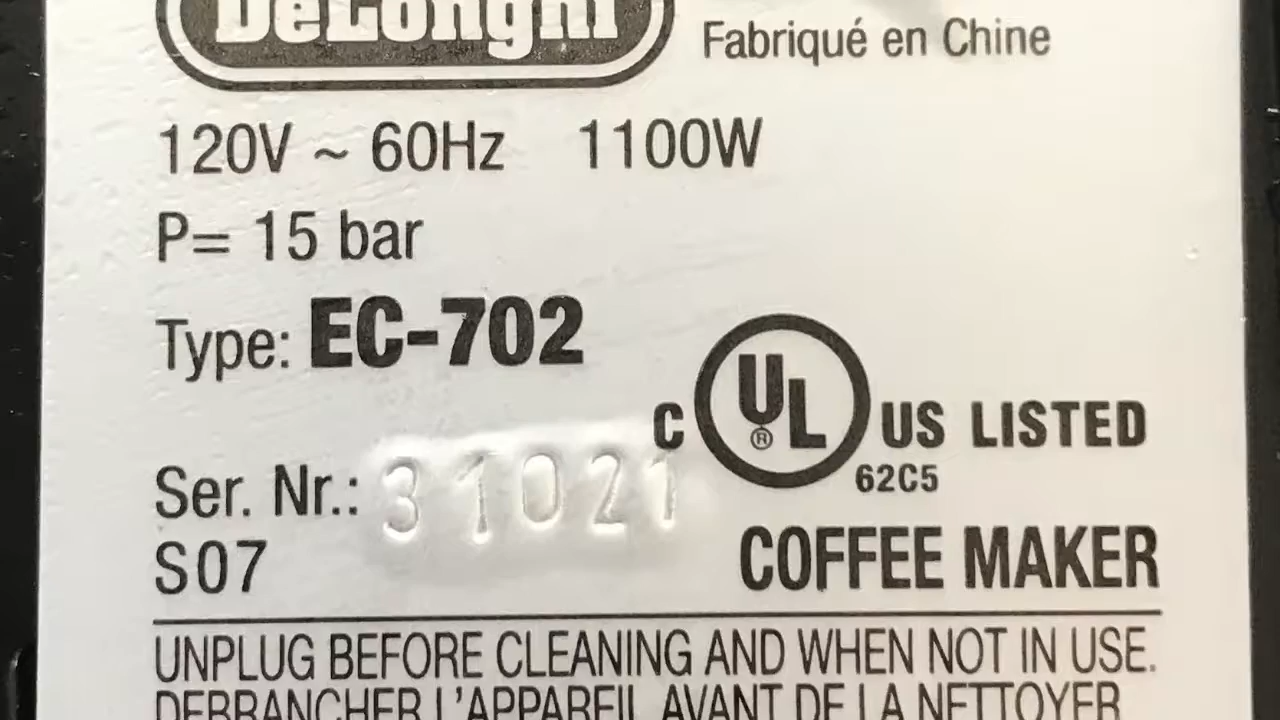 DeLonghi
Fabriqué en Chine
120V ~ 60Hz 1100W
P= 15 bar
Type: EC-702
C UL ® US LISTED
62C5
Ser. Nr.: 31021
S07
COFFEE MAKER
UNPLUG BEFORE CLEANING AND WHEN NOT IN USE.
DEBRANCHER L'APPAREIL AVANT DE LA NETTOYER